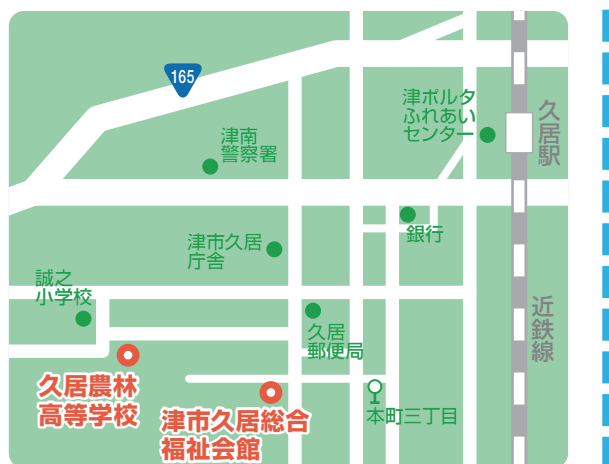 165
津ポルタ
ふれあい
センター
久居駅
津南
警察署
銀行
津市久居
庁舎
誠之
小学校
久居
郵便局
近鉄線
久居農林
高等学校
津市久居総合
福祉会館
本町三丁目